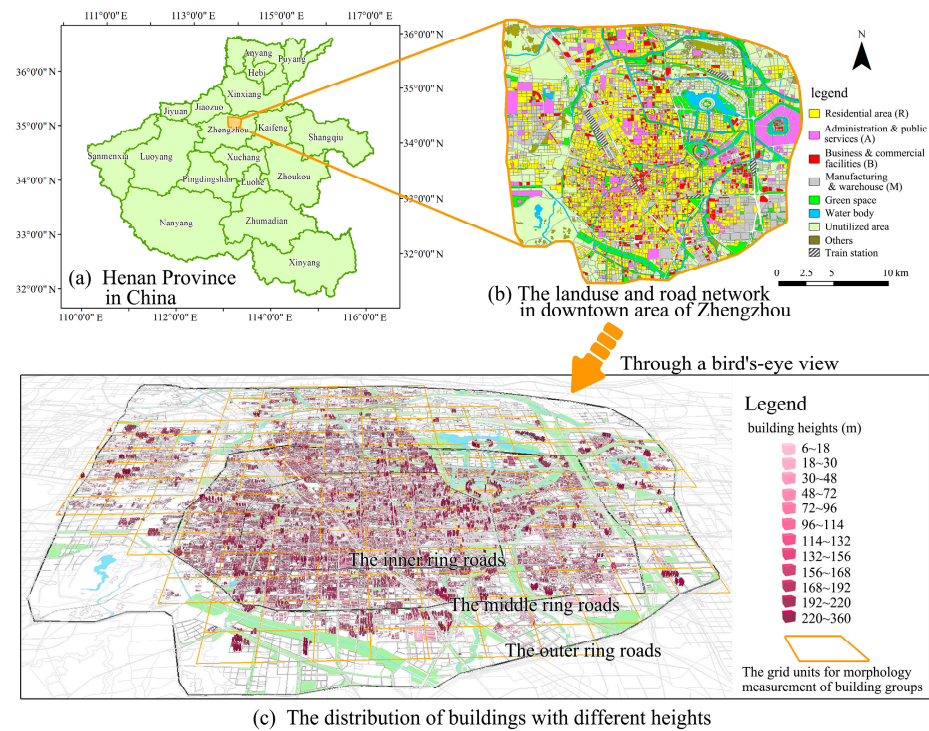 111°0'0" E 113°0'0" E 115°0'0" E 117°0'0" E
36°0'0" N
35°0'0" N
34°0'0" N
33°0'0" N
32°0'0" N
Anyang
Puyang
Hebi
Xinxiang
Jiyuan
Jiaozuo
Zhengzhou
Kaifeng
Shangqiu
Sanmenxia
Luoyang
Xuchang
Pingdingshan
Luohe
Zhoukou
Nanyang
Zhumadian
Xinyang
36°0'0" N
35°0'0" N
34°0'0" N
33°0'0" N
32°0'0" N
110°0'0" E 112°0'0" E 114°0'0" E 116°0'0" E
(a) Henan Province
in China
N
legend
Residential area (R)
Administration & public
services (A)
Business & commercial
facilities (B)
Manufacturing
& warehouse (M)
Green space
Water body
Unutilized area
Others
Train station
0 2.5 5 10 km
(b) The landuse and road network
in downtown area of Zhengzhou
Through a bird's-eye view
The inner ring roads
The middle ring roads
The outer ring roads
Legend
building heights (m)
6~18
18~30
30~48
48~72
72~96
96~114
114~132
132~156
156~168
168~192
192~220
220~360
The grid units for morphology
measurement of building groups
(c) The distribution of buildings with different heights